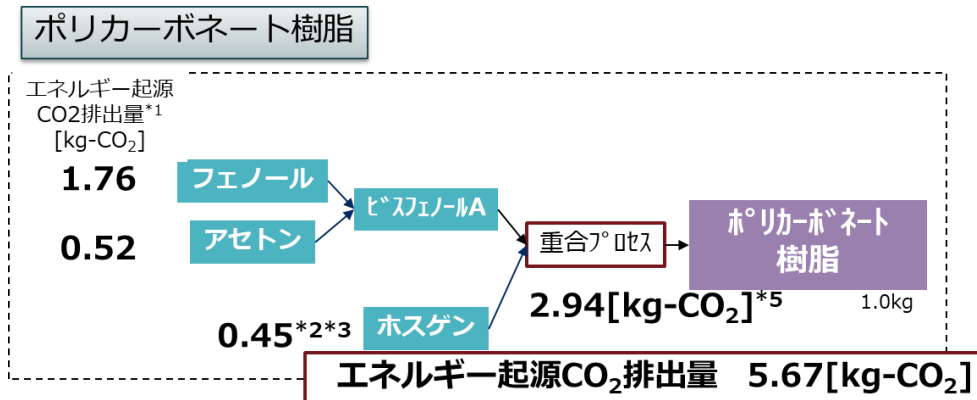 ポリカーボネート樹脂
エネルギー起源
CO2排出量*1
[kg-CO2]
1.76
フェノール
ビスフェノールA
0.52
アセトン
重合プロセス
ポリカーボネート
樹脂
2.94[kg-CO2]*5
1.0kg
0.45*2*3
ホスゲン
エネルギー起源CO2排出量 5.67[kg-CO2]